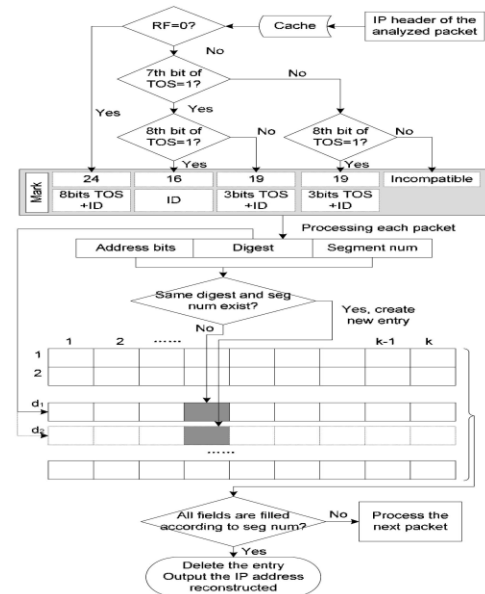 RF=0?
Cache
IP header of the
analyzed packet
No
7th bit of
TOS=1?
No
Yes
Yes
8th bit of
TOS=1?
No
8th bit of
TOS=1?
No
Yes
Yes
Mark
24
16
19
19
Incompatible
8bits TOS
+ID
ID
3bits TOS
+ID
3bits TOS
+ID
Processing each packet
Address bits
Digest
Segment num
Same digest and seg
num exist?
Yes, create
new entry
No
1
2
......
k-1
k
1
2
d1
d2
......
All fields are filled
according to seg num?
No
Process the
next packet
Yes
Delete the entry
Output the IP address
reconstructed